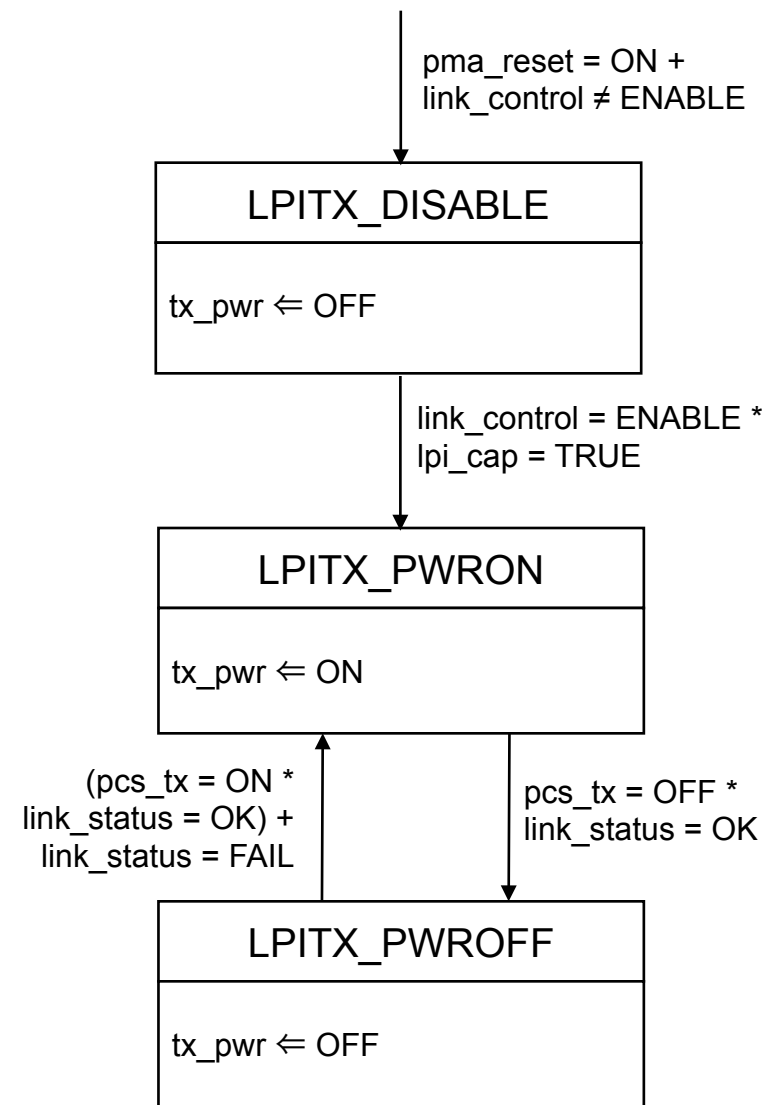 pma_reset = ON +
link_control ≠ ENABLE
LPITX_DISABLE
tx_pwr ⇐ OFF
link_control = ENABLE *
lpi_cap = TRUE
LPITX_PWRON
tx_pwr ⇐ ON
(pcs_tx = ON *
link_status = OK) +
link_status = FAIL
pcs_tx = OFF *
link_status = OK
LPITX_PWROFF
tx_pwr ⇐ OFF